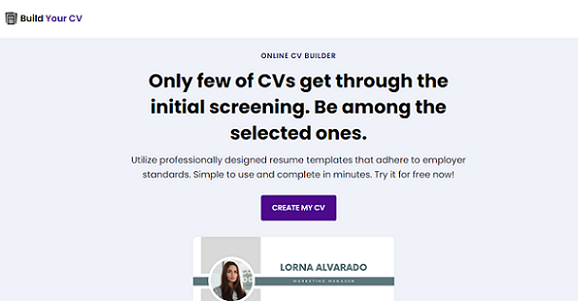 Build Your CV
ONLINE CV BUILDER
Only few of CVs get through the
initial screening. Be among the
selected ones.
Utilize professionally designed resume templates that adhere to employer
standards. Simple to use and complete in minutes. Try it for free now!
CREATE MY CV
LORNA ALVARADO
MARKETING MANAGER